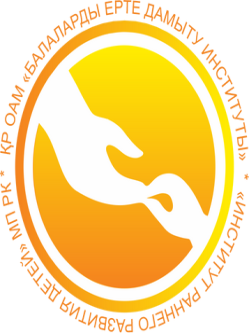 ҚР ОАМ «БАЛАЛАРДЫ ЕРТЕ ДАМЫТУ ИНСТИТУТЫ» *
«ИНСТИТУТ РАННЕГО РАЗВИТИЯ ДЕТЕЙ» МП РК *